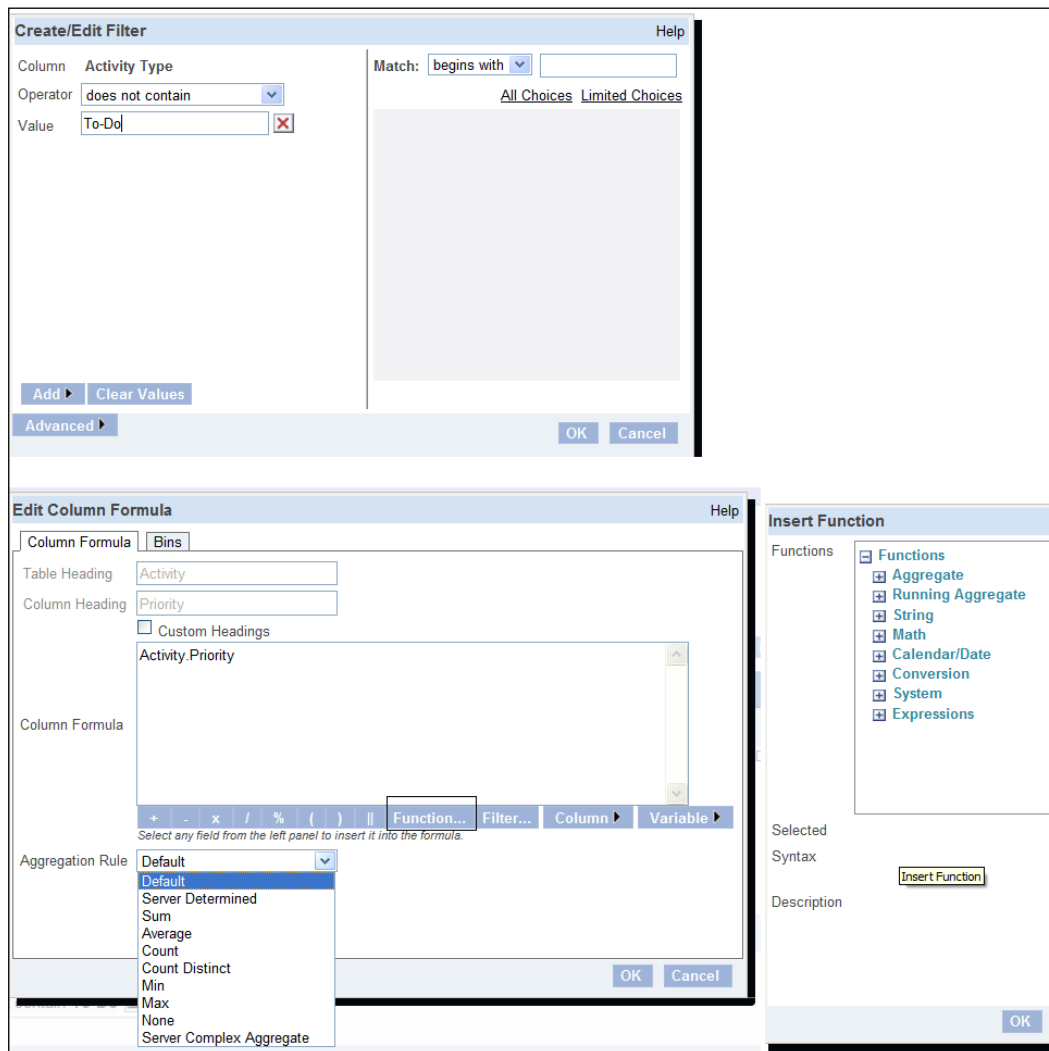 Create/Edit Filter
Help
Column Activity Type
Operator does not contain
Value To-Do
Match: begins with
All Choices Limited Choices
Add
Clear Values
Advanced
OK Cancel
Edit Column Formula
Help
Column Formula Bins
Table Heading Activity
Column Heading Priority
Custom Headings
Activity.Priority
Column Formula
+ - x / % ( ) || Function... Filter... Column Variable
Select any field from the left panel to insert it into the formula.
Aggregation Rule Default
Default
Server Determined
Sum
Average
Count
Count Distinct
Min
Max
None
Server Complex Aggregate
OK Cancel
Insert Function
Functions
Functions
Aggregate
Running Aggregate
String
Math
Calendar/Date
Conversion
System
Expressions
Selected
Syntax
Insert Function
Description
OK